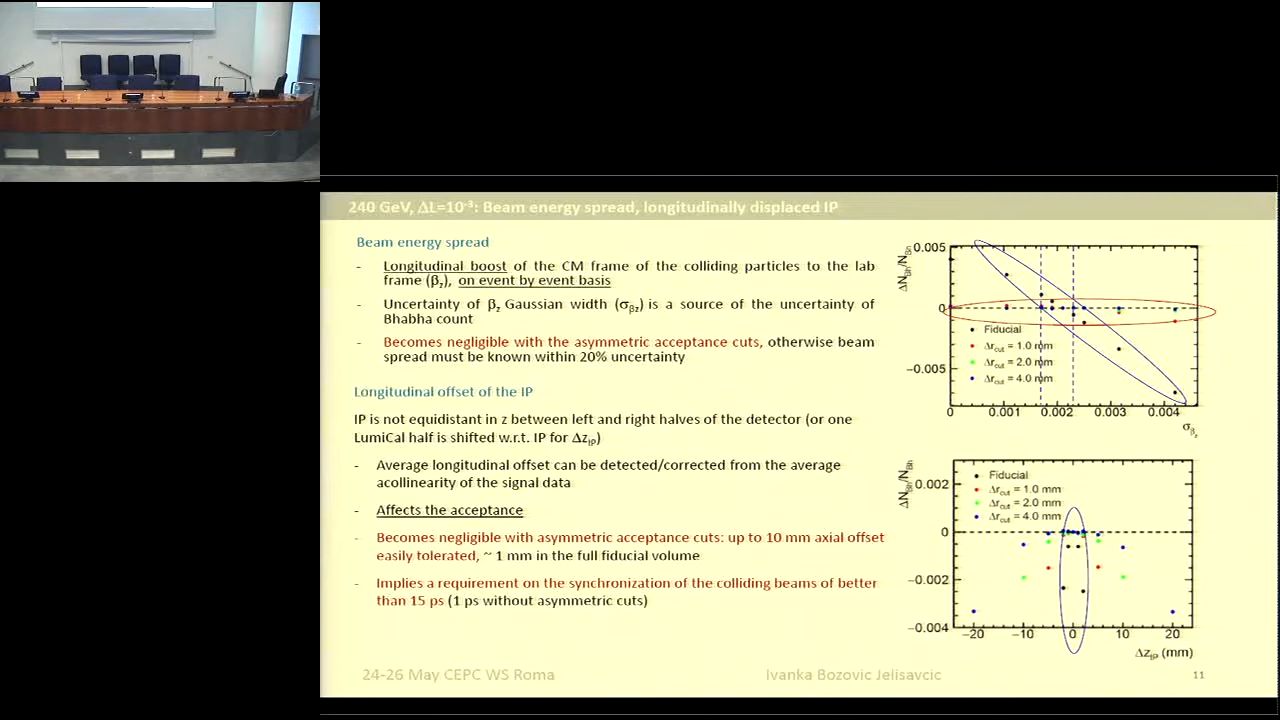 240 GeV, ΔL=10⁻³: Beam energy spread, longitudinally displaced IP
Beam energy spread
- Longitudinal boost of the CM frame of the colliding particles to the lab
frame (βz), on event by event basis
- Uncertainty of βz Gaussian width (σβz) is a source of the uncertainty of
Bhabha count
- Becomes negligible with the asymmetric acceptance cuts, otherwise beam
spread must be known within 20% uncertainty
Longitudinal offset of the IP
IP is not equidistant in z between left and right halves of the detector (or one
LumiCal half is shifted w.r.t. IP for ΔzIP)
- Average longitudinal offset can be detected/corrected from the average
acollinearity of the signal data
- Affects the acceptance
- Becomes negligible with asymmetric acceptance cuts: up to 10 mm axial offset
easily tolerated, ~ 1 mm in the full fiducial volume
- Implies a requirement on the synchronization of the colliding beams of better
than 15 ps (1 ps without asymmetric cuts)
ΔNBh/NBh
0.005
0
−0.005
Fiducial
Δrcut = 1.0 mm
Δrcut = 2.0 mm
Δrcut = 4.0 mm
0 0.001 0.002 0.003 0.004
σβz
ΔNBh/NBh
0.002
0
−0.002
−0.004
Fiducial
Δrcut = 1.0 mm
Δrcut = 2.0 mm
Δrcut = 4.0 mm
−20 −10 0 10 20
ΔzIP (mm)
24-26 May CEPC WS Roma
Ivanka Bozovic Jelisavcic
11